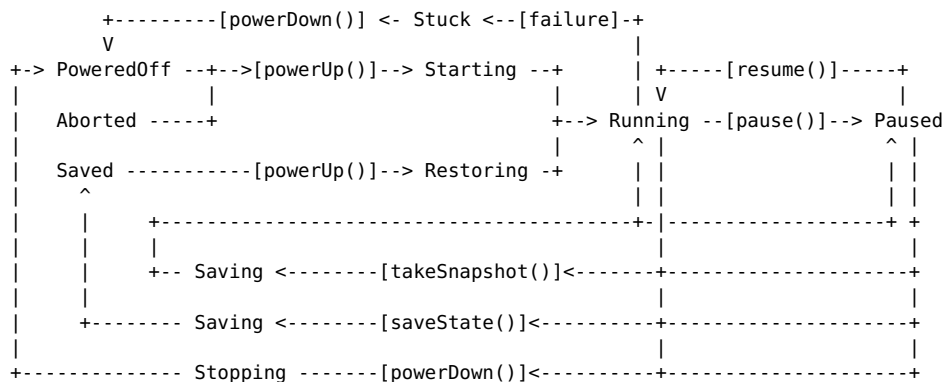 +---------[powerDown()] <- Stuck <--[failure]-+
V                                             |
+-> PoweredOff --+-->[powerUp()]--> Starting --+      | +-----[resume()]-----+
|                |                             |      | V                    |
|   Aborted -----+                             +--> Running --[pause()]--> Paused
|                                              |      ^ |                   ^ |
|   Saved -----------[powerUp()]--> Restoring -+      | |                   | |
|     ^                                               | |                   | |
|     |     +-----------------------------------------+-|-------------------+ +
|     |     |                                           |                     |
|     |     +-- Saving <--------[takeSnapshot()]<-------+---------------------+
|     |                                                 |                     |
|     +-------- Saving <--------[saveState()]<----------+---------------------+
|                                                       |                     |
+-------------- Stopping -------[powerDown()]<----------+---------------------+